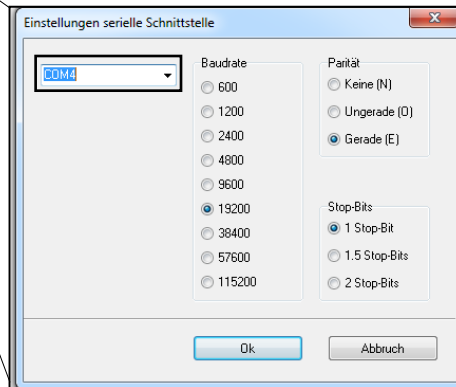 Einstellungen serielle Schnittstelle
COM4
Baudrate
600
1200
2400
4800
9600
19200
38400
57600
115200
Parität
Keine (N)
Ungerade (O)
Gerade (E)
Stop-Bits
1 Stop-Bit
1.5 Stop-Bits
2 Stop-Bits
Ok
Abbruch